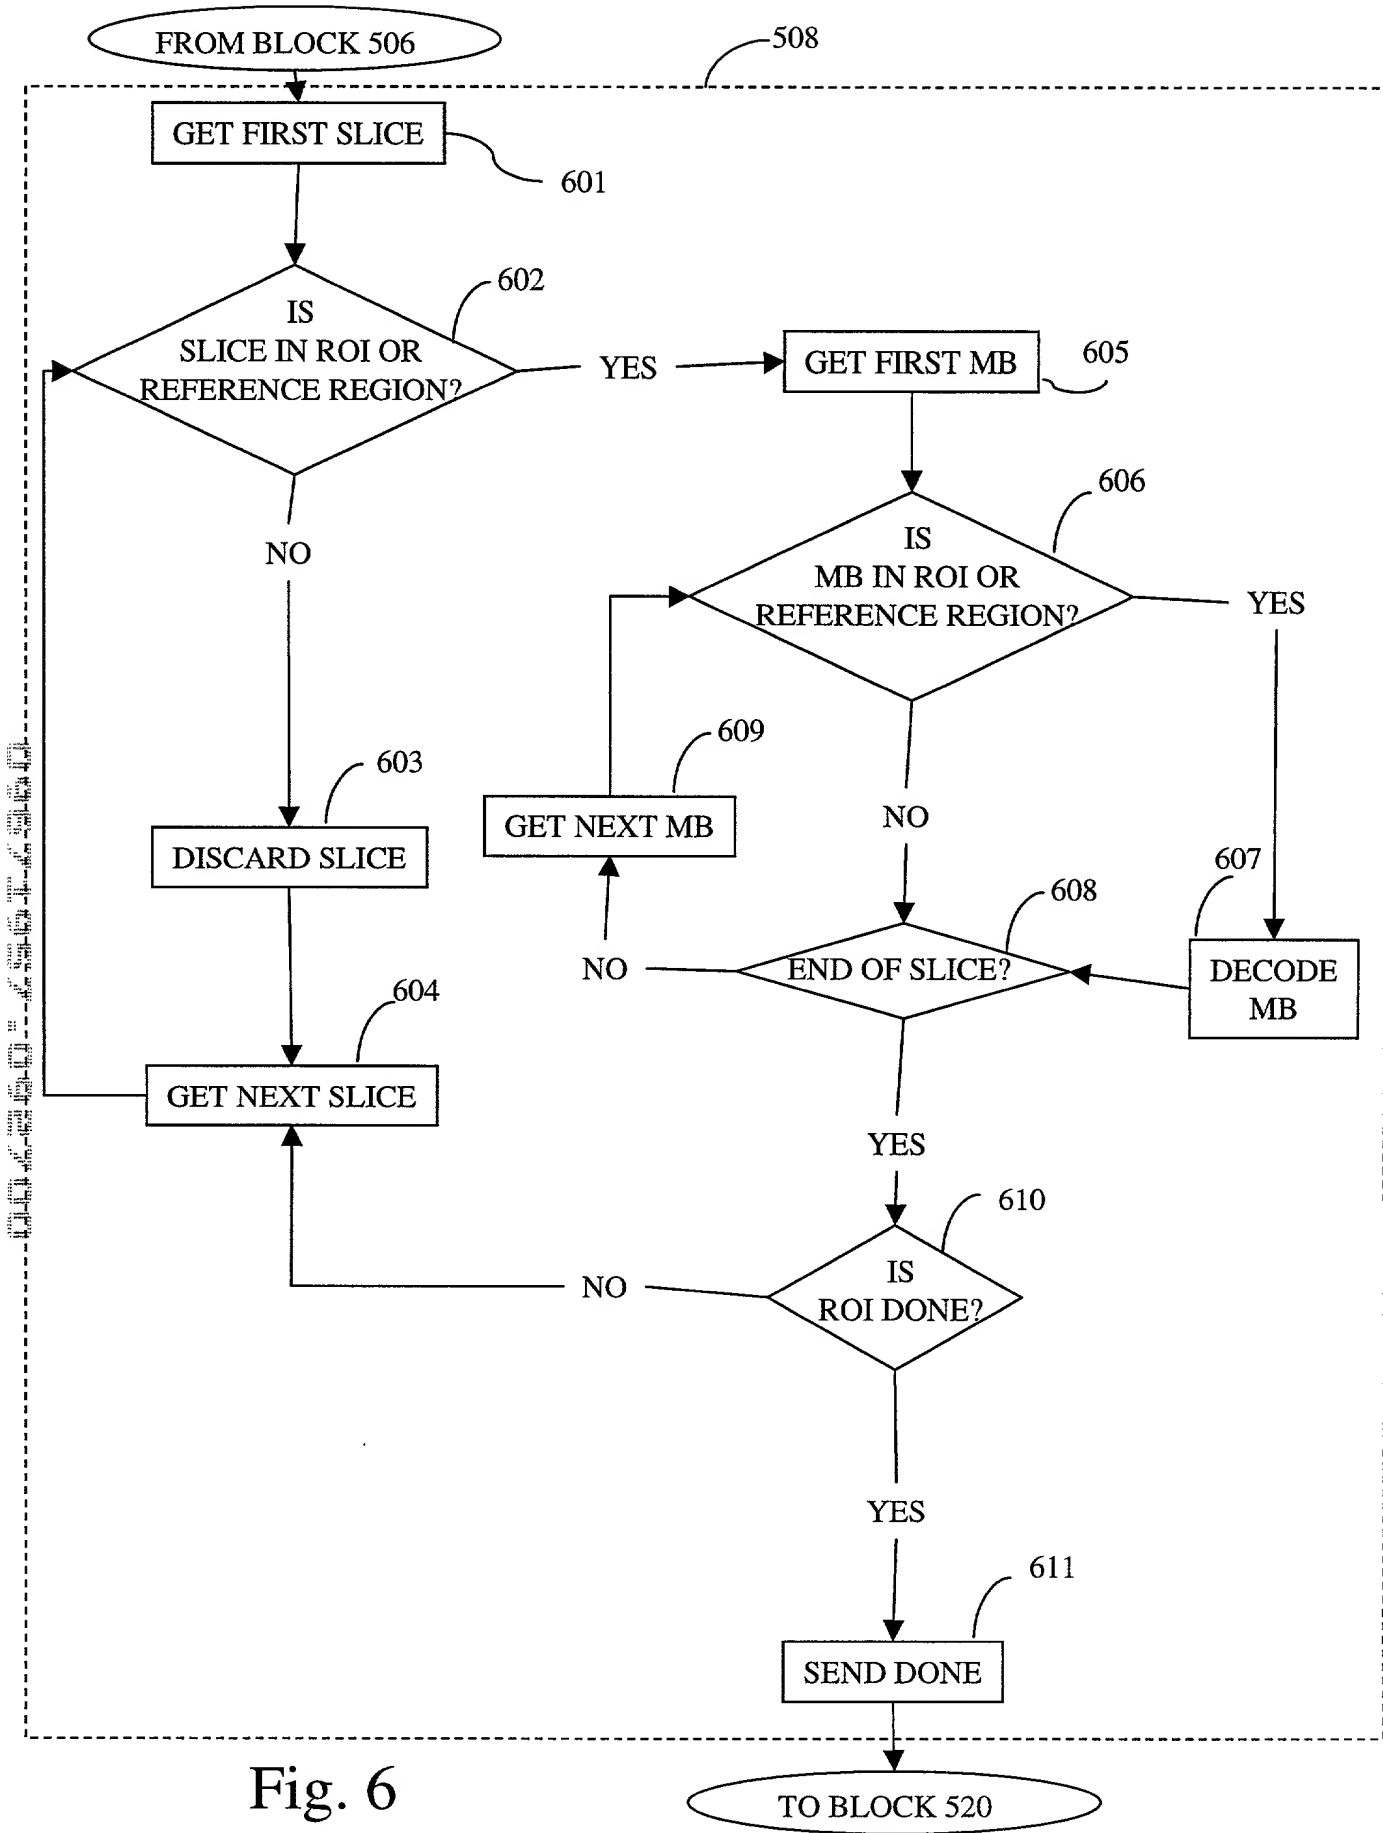 FROM BLOCK 506
508
GET FIRST SLICE
601
IS
SLICE IN ROI OR
REFERENCE REGION?
602
YES
GET FIRST MB
605
NO
IS
MB IN ROI OR
REFERENCE REGION?
606
YES
603
DISCARD SLICE
609
GET NEXT MB
NO
607
DECODE
MB
608
END OF SLICE?
NO
604
GET NEXT SLICE
YES
610
IS
ROI DONE?
NO
YES
611
SEND DONE
Fig. 6
TO BLOCK 520